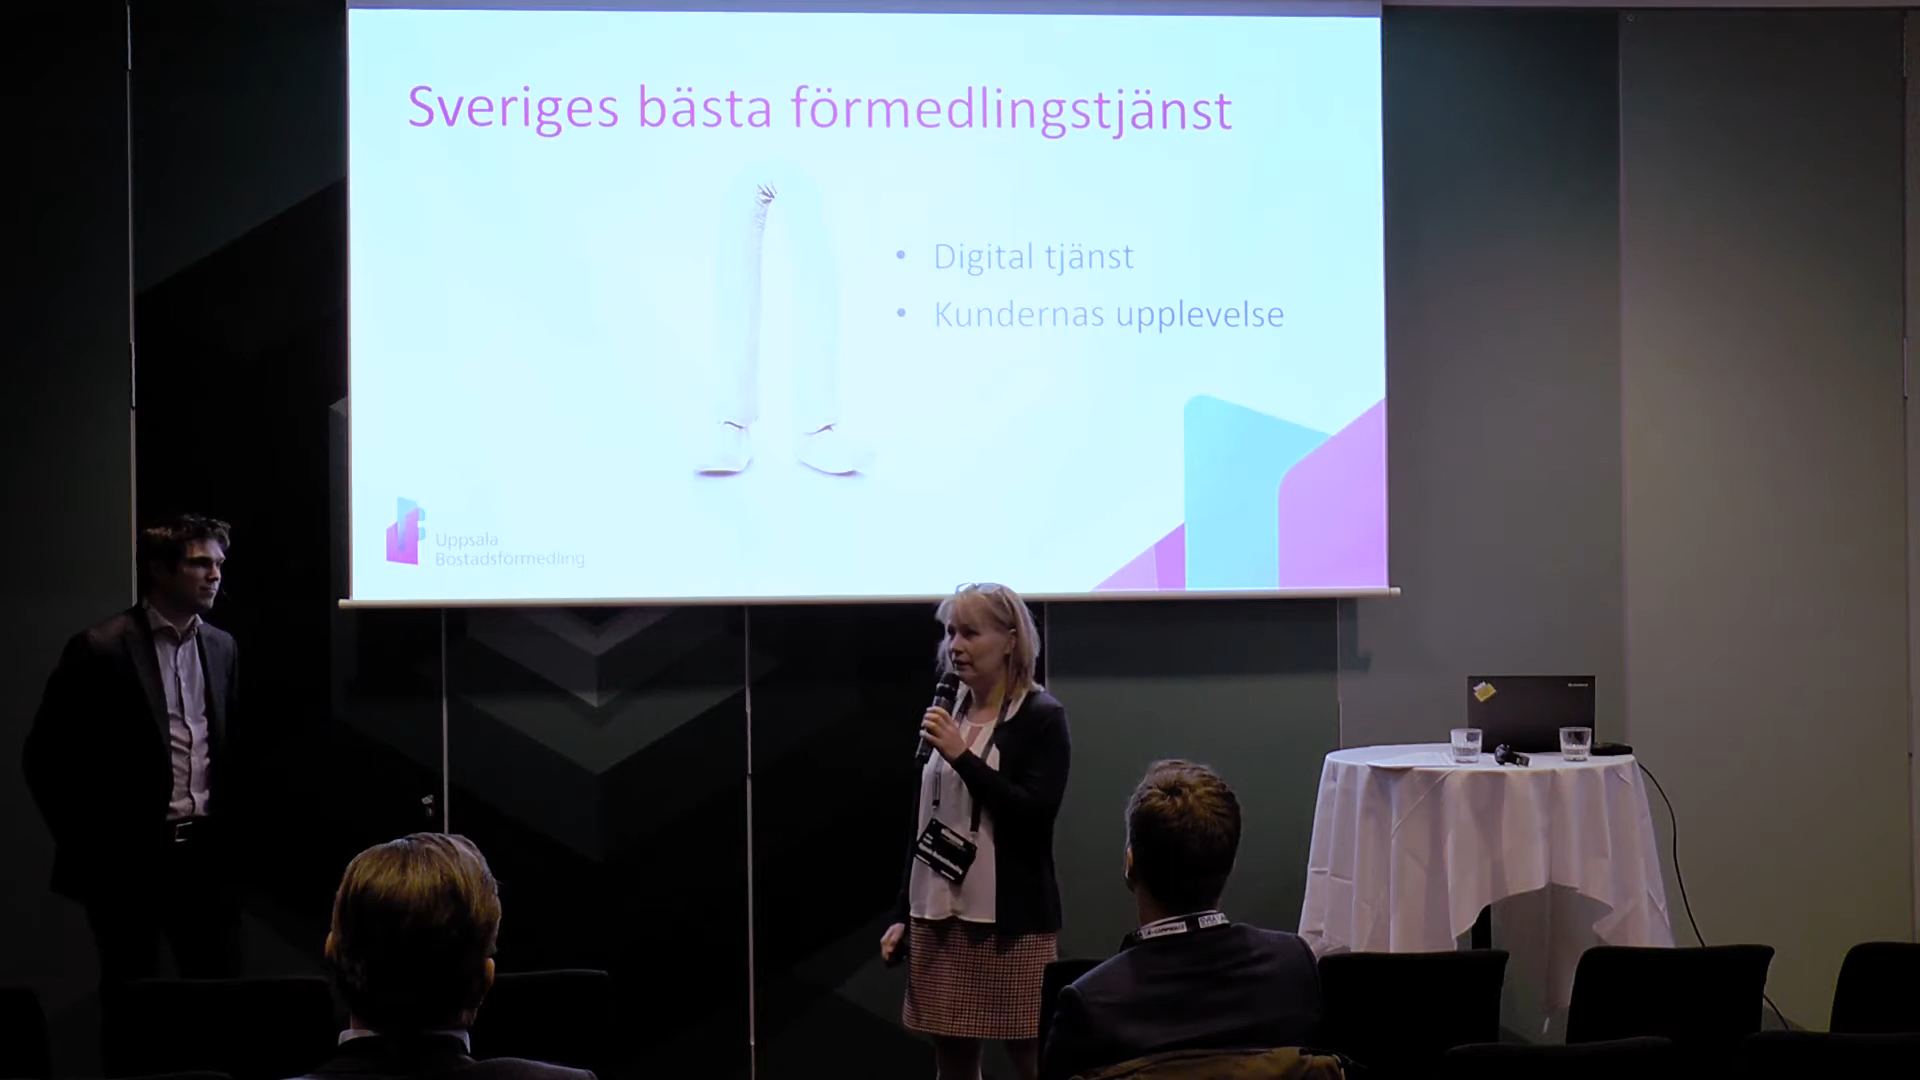 Sveriges bästa förmedlingstjänst
• Digital tjänst
• Kundernas upplevelse
Uppsala
Bostadsförmedling